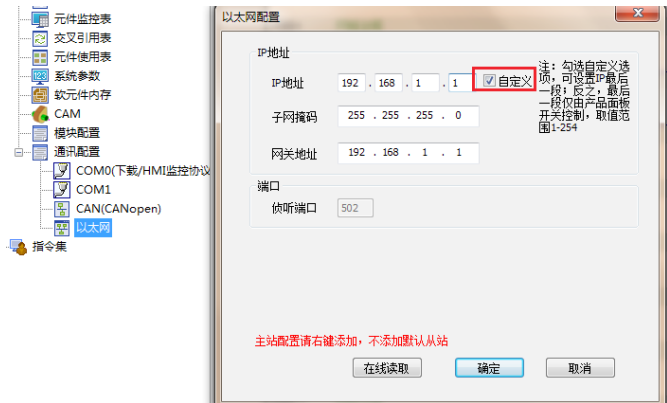 元件监控表
交叉引用表
元件使用表
系统参数
软元件内存
CAM
模块配置
通讯配置
COM0(下载/HMI监控协议
COM1
CAN(CANopen)
以太网
指令集
以太网配置
IP地址
IP地址 192 . 168 . 1 . 1 自定义
注：勾选自定义选
项，可设置IP最后
一段；反之，最后
一段仅由产品面板
开关控制，取值范
围1-254
子网掩码 255 . 255 . 255 . 0
网关地址 192 . 168 . 1 . 1
端口
侦听端口 502
主站配置请右键添加，不添加默认从站
在线读取 确定 取消